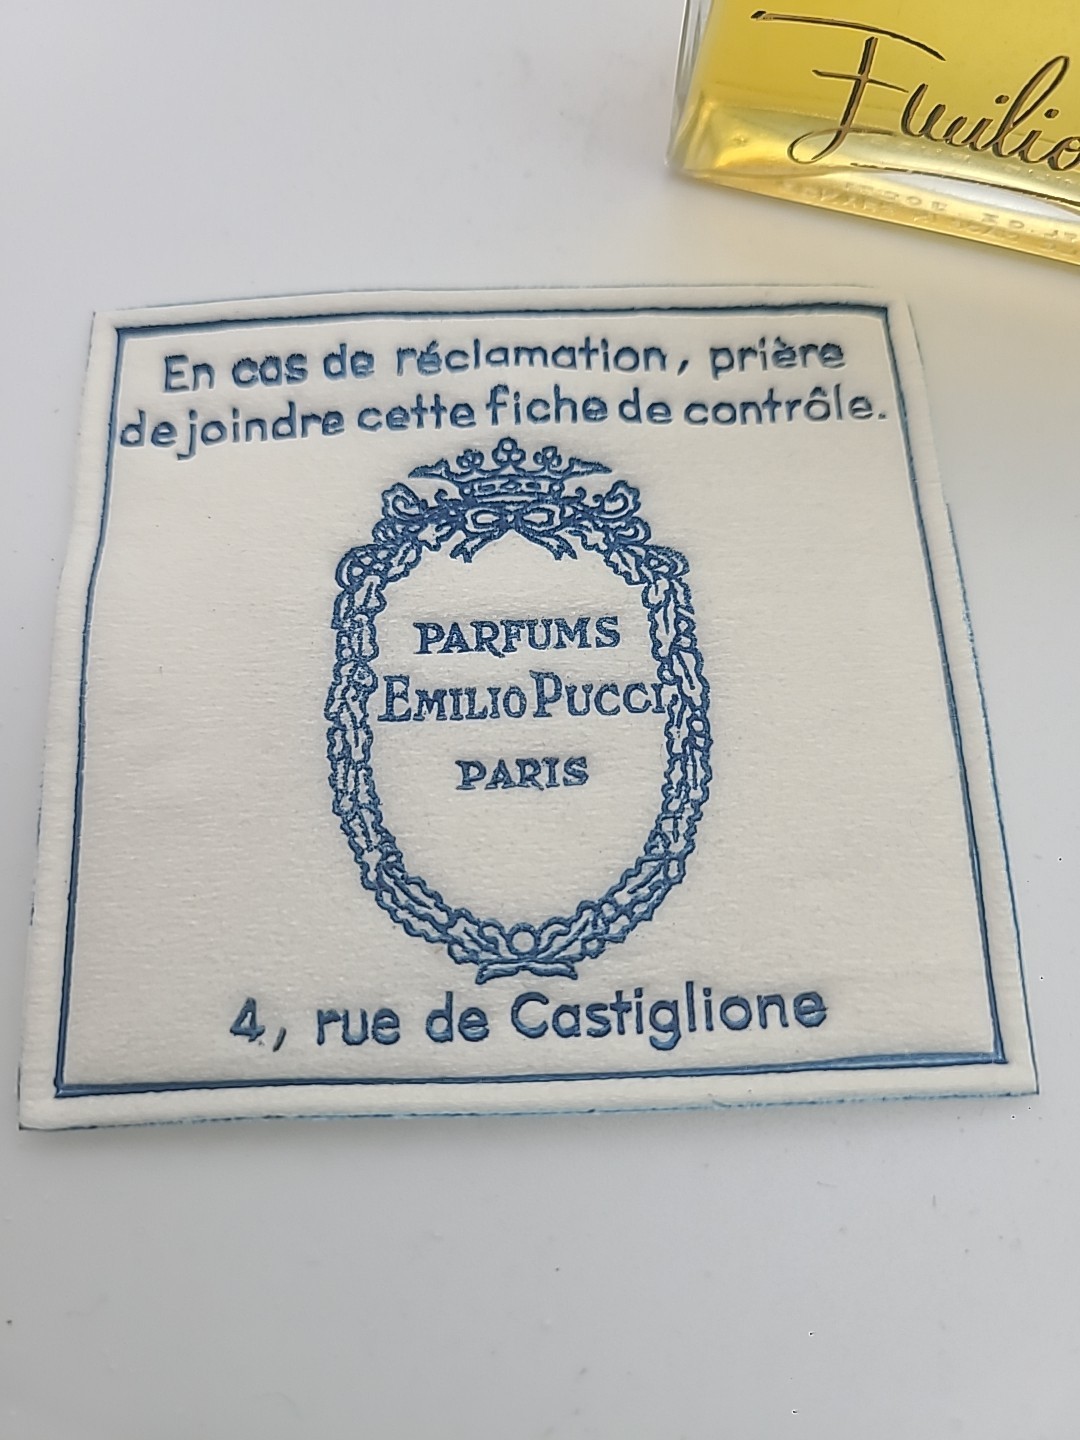 Emilio
En cas de réclamation, prière
de joindre cette fiche de contrôle.
PARFUMS
EMILIO PUCCI
PARIS
4, rue de Castiglione